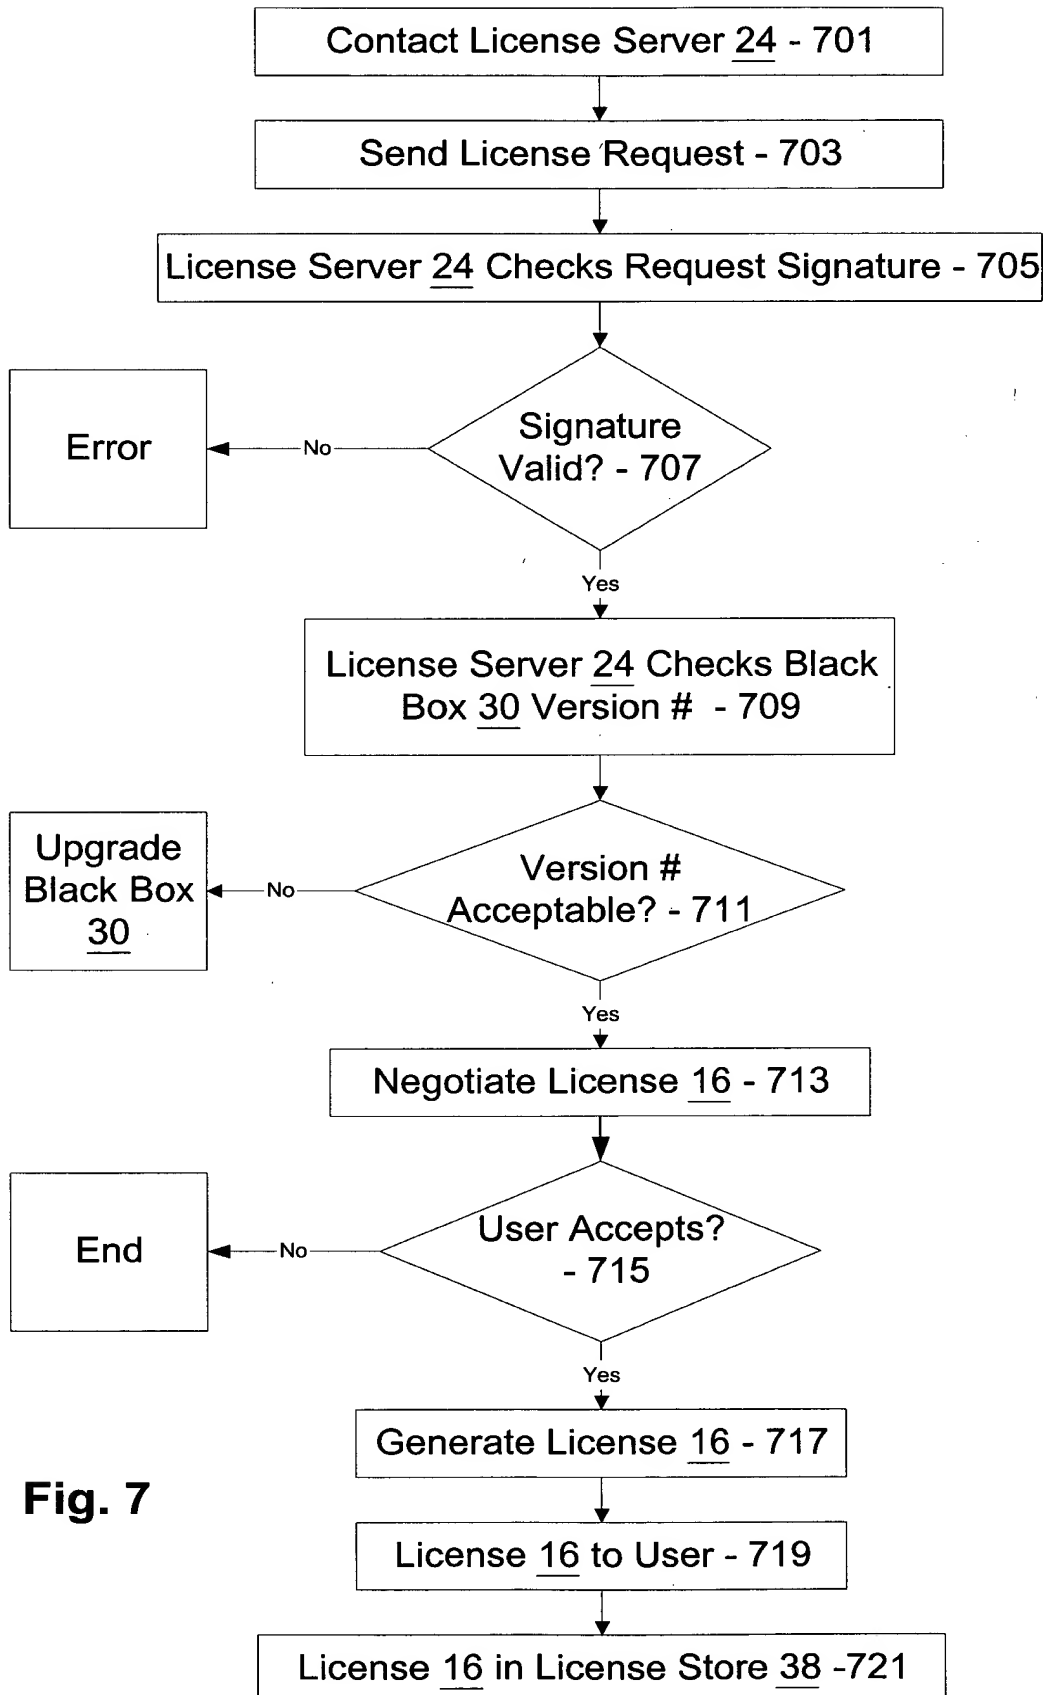 Contact License Server 24 - 701
Send License Request - 703
License Server 24 Checks Request Signature - 705
Signature
Valid? - 707
No
Error
Yes
License Server 24 Checks Black
Box 30 Version # - 709
Version #
Acceptable? - 711
No
Upgrade
Black Box
30
Yes
Negotiate License 16 - 713
User Accepts?
- 715
No
End
Yes
Generate License 16 - 717
License 16 to User - 719
License 16 in License Store 38 -721
Fig. 7